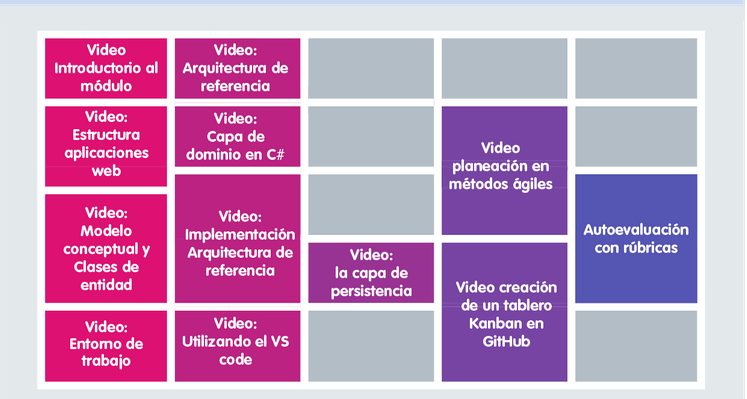 Video
Introductorio al
módulo
Video:
Estructura
aplicaciones
web
Video:
Modelo
conceptual y
Clases de
entidad
Video:
Entorno de
trabajo
Video:
Arquitectura de
referencia
Video:
Capa de
dominio en C#
Video:
Implementación
Arquitectura de
referencia
Video:
Utilizando el VS
code
Video:
la capa de
persistencia
Video
planeación en
métodos ágiles
Video creación
de un tablero
Kanban en
GitHub
Autoevaluación
con rúbricas